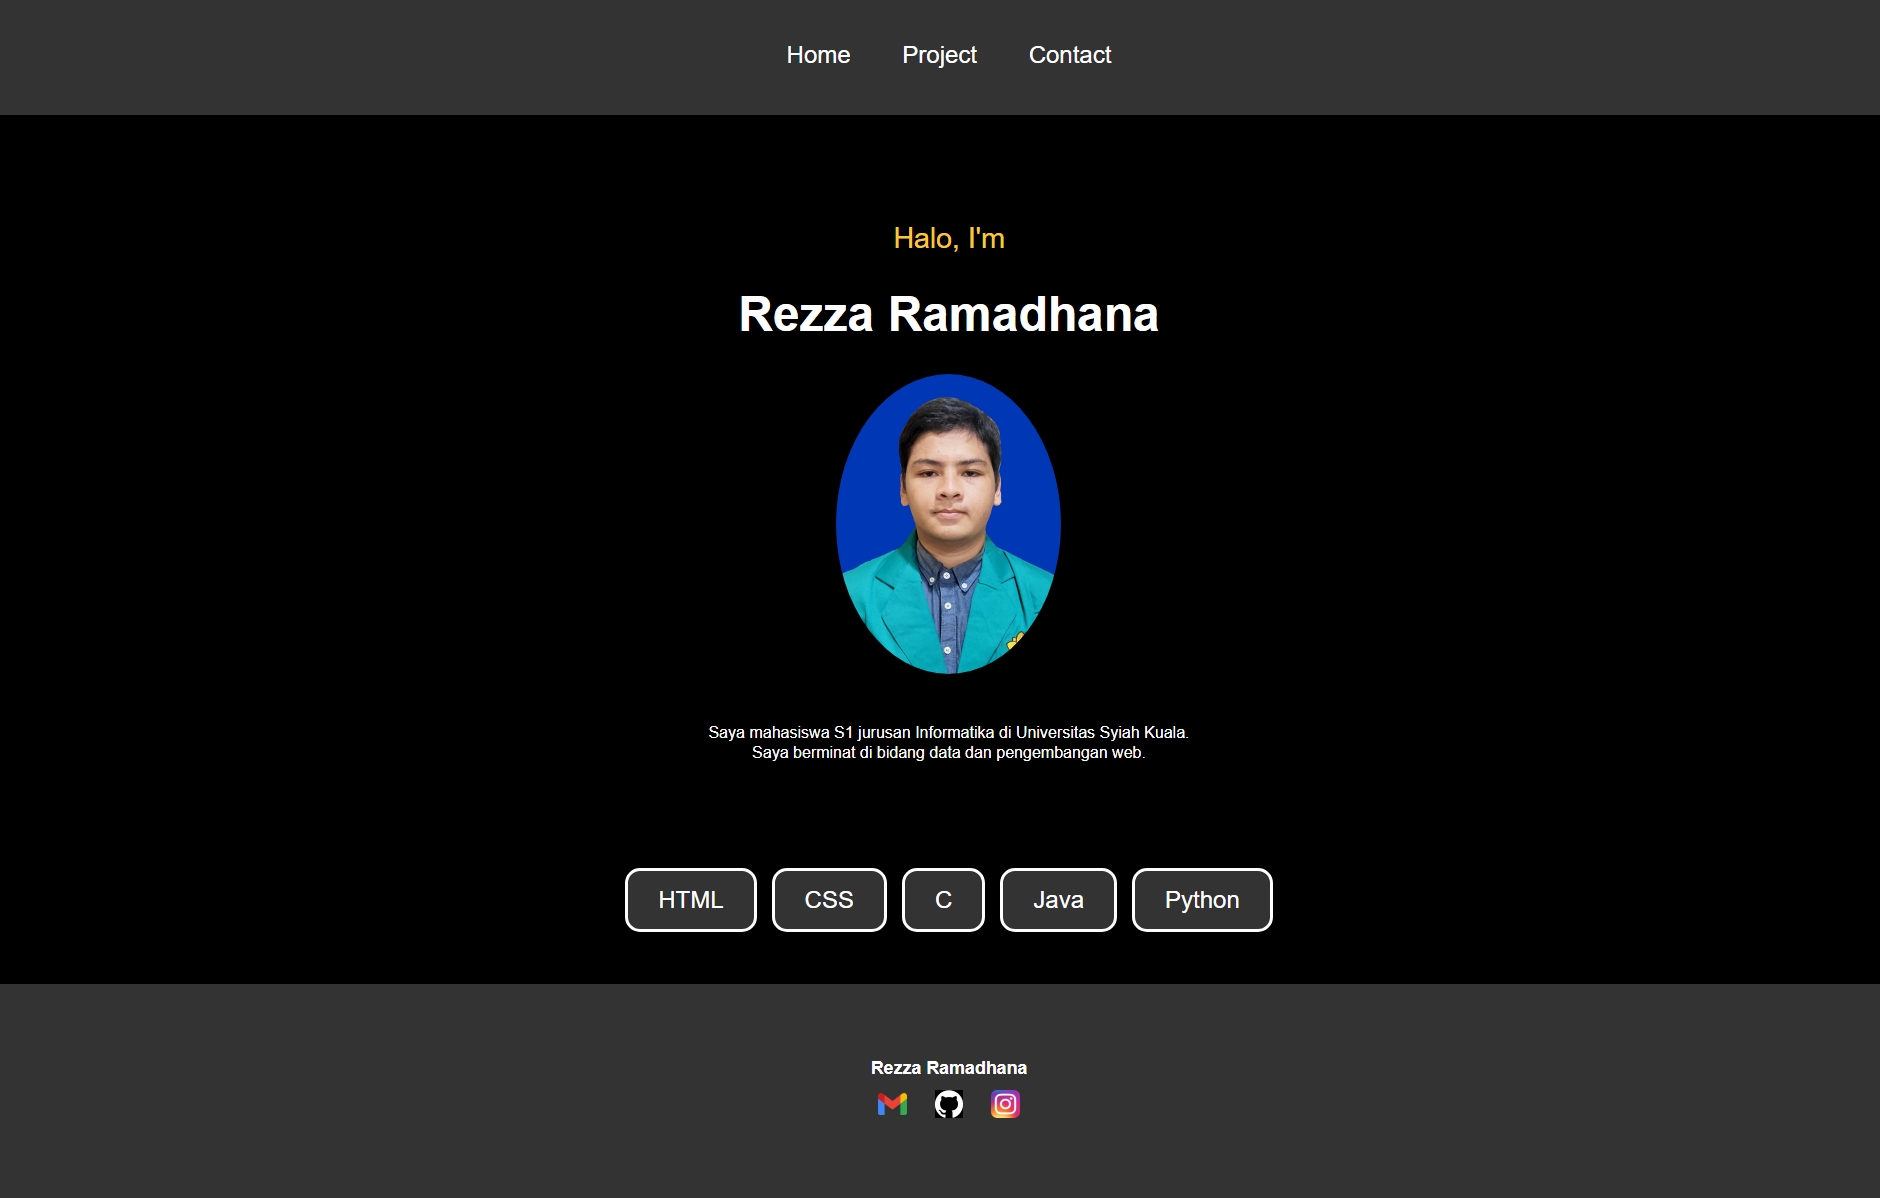 Home Project Contact
Halo, I'm
Rezza Ramadhana
Saya mahasiswa S1 jurusan Informatika di Universitas Syiah Kuala.
Saya berminat di bidang data dan pengembangan web.
HTML CSS C Java Python
Rezza Ramadhana